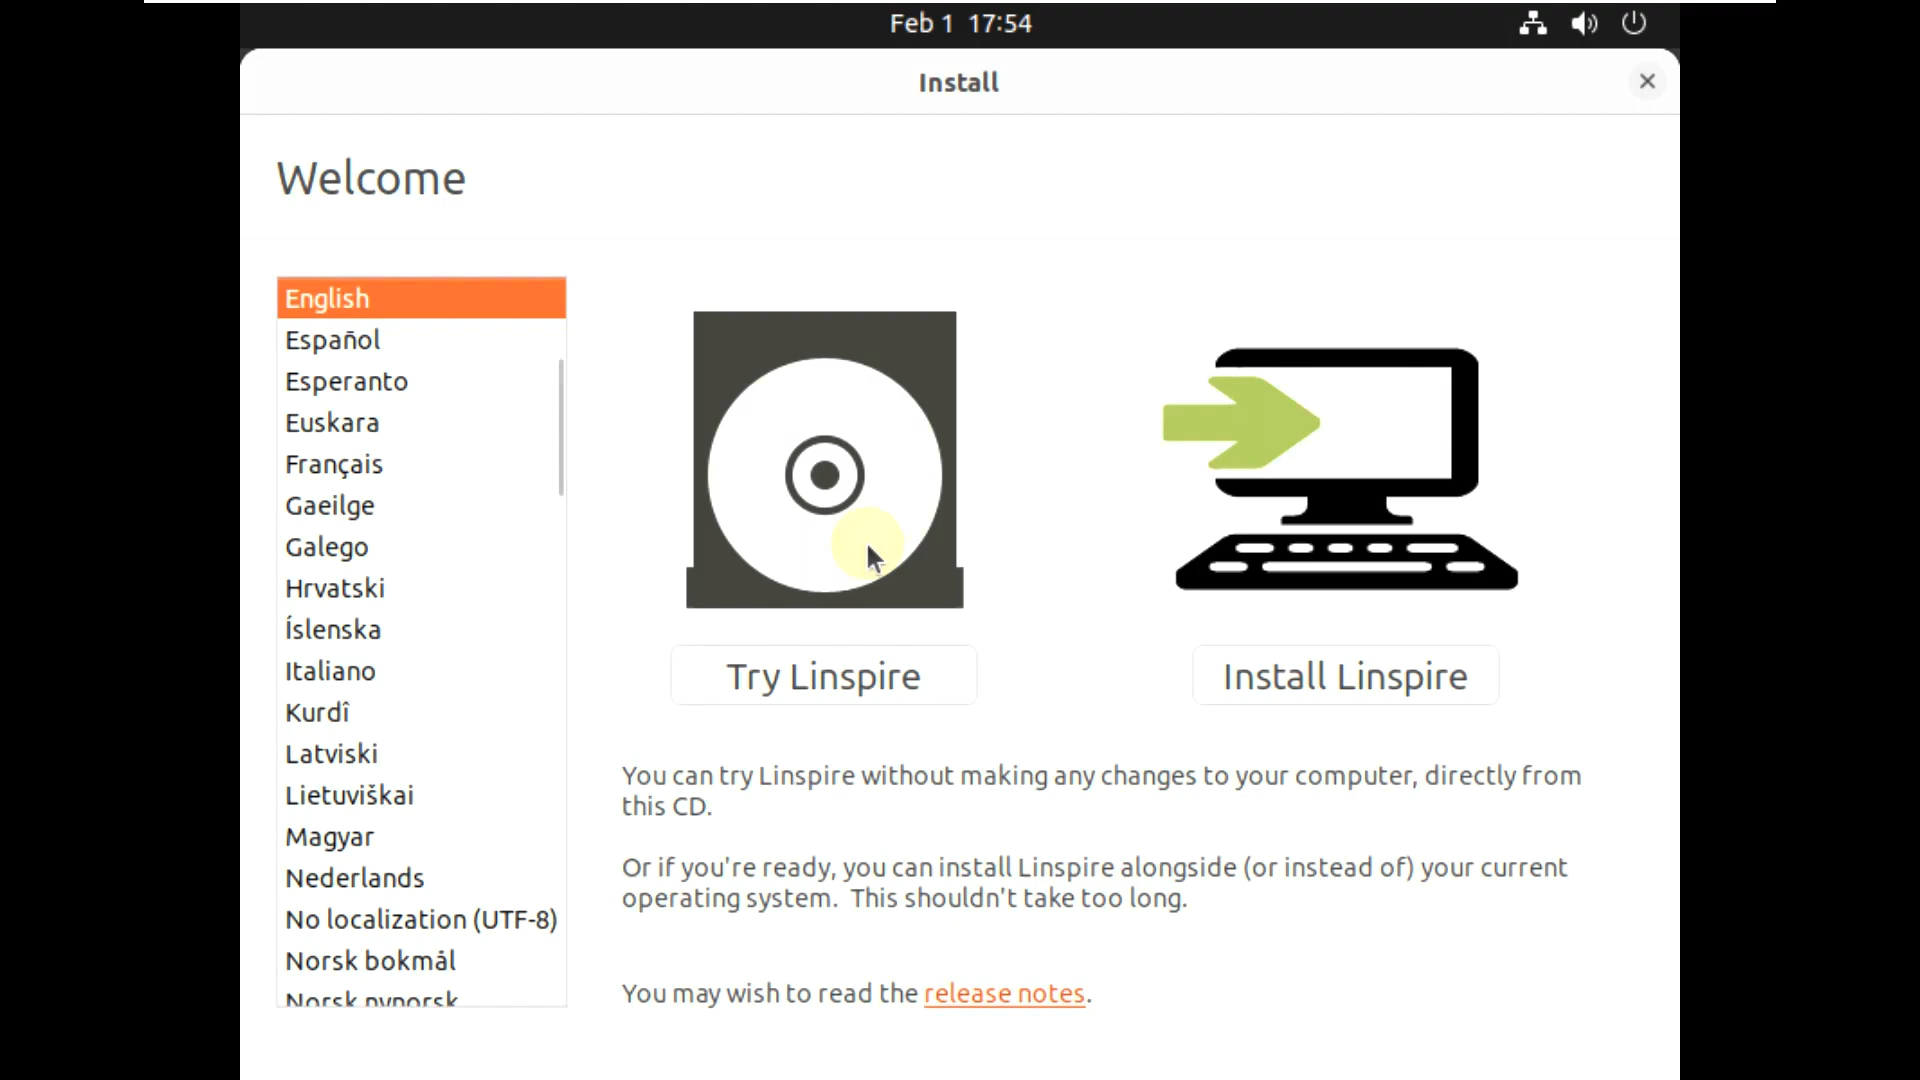 Feb 1 17:54
Install
Welcome
English
Español
Esperanto
Euskara
Français
Gaeilge
Galego
Hrvatski
Íslenska
Italiano
Kurdî
Latviski
Lietuviškai
Magyar
Nederlands
No localization (UTF-8)
Norsk bokmål
Norsk nynorsk
Try Linspire
Install Linspire
You can try Linspire without making any changes to your computer, directly from
this CD.
Or if you're ready, you can install Linspire alongside (or instead of) your current
operating system. This shouldn't take too long.
You may wish to read the release notes.